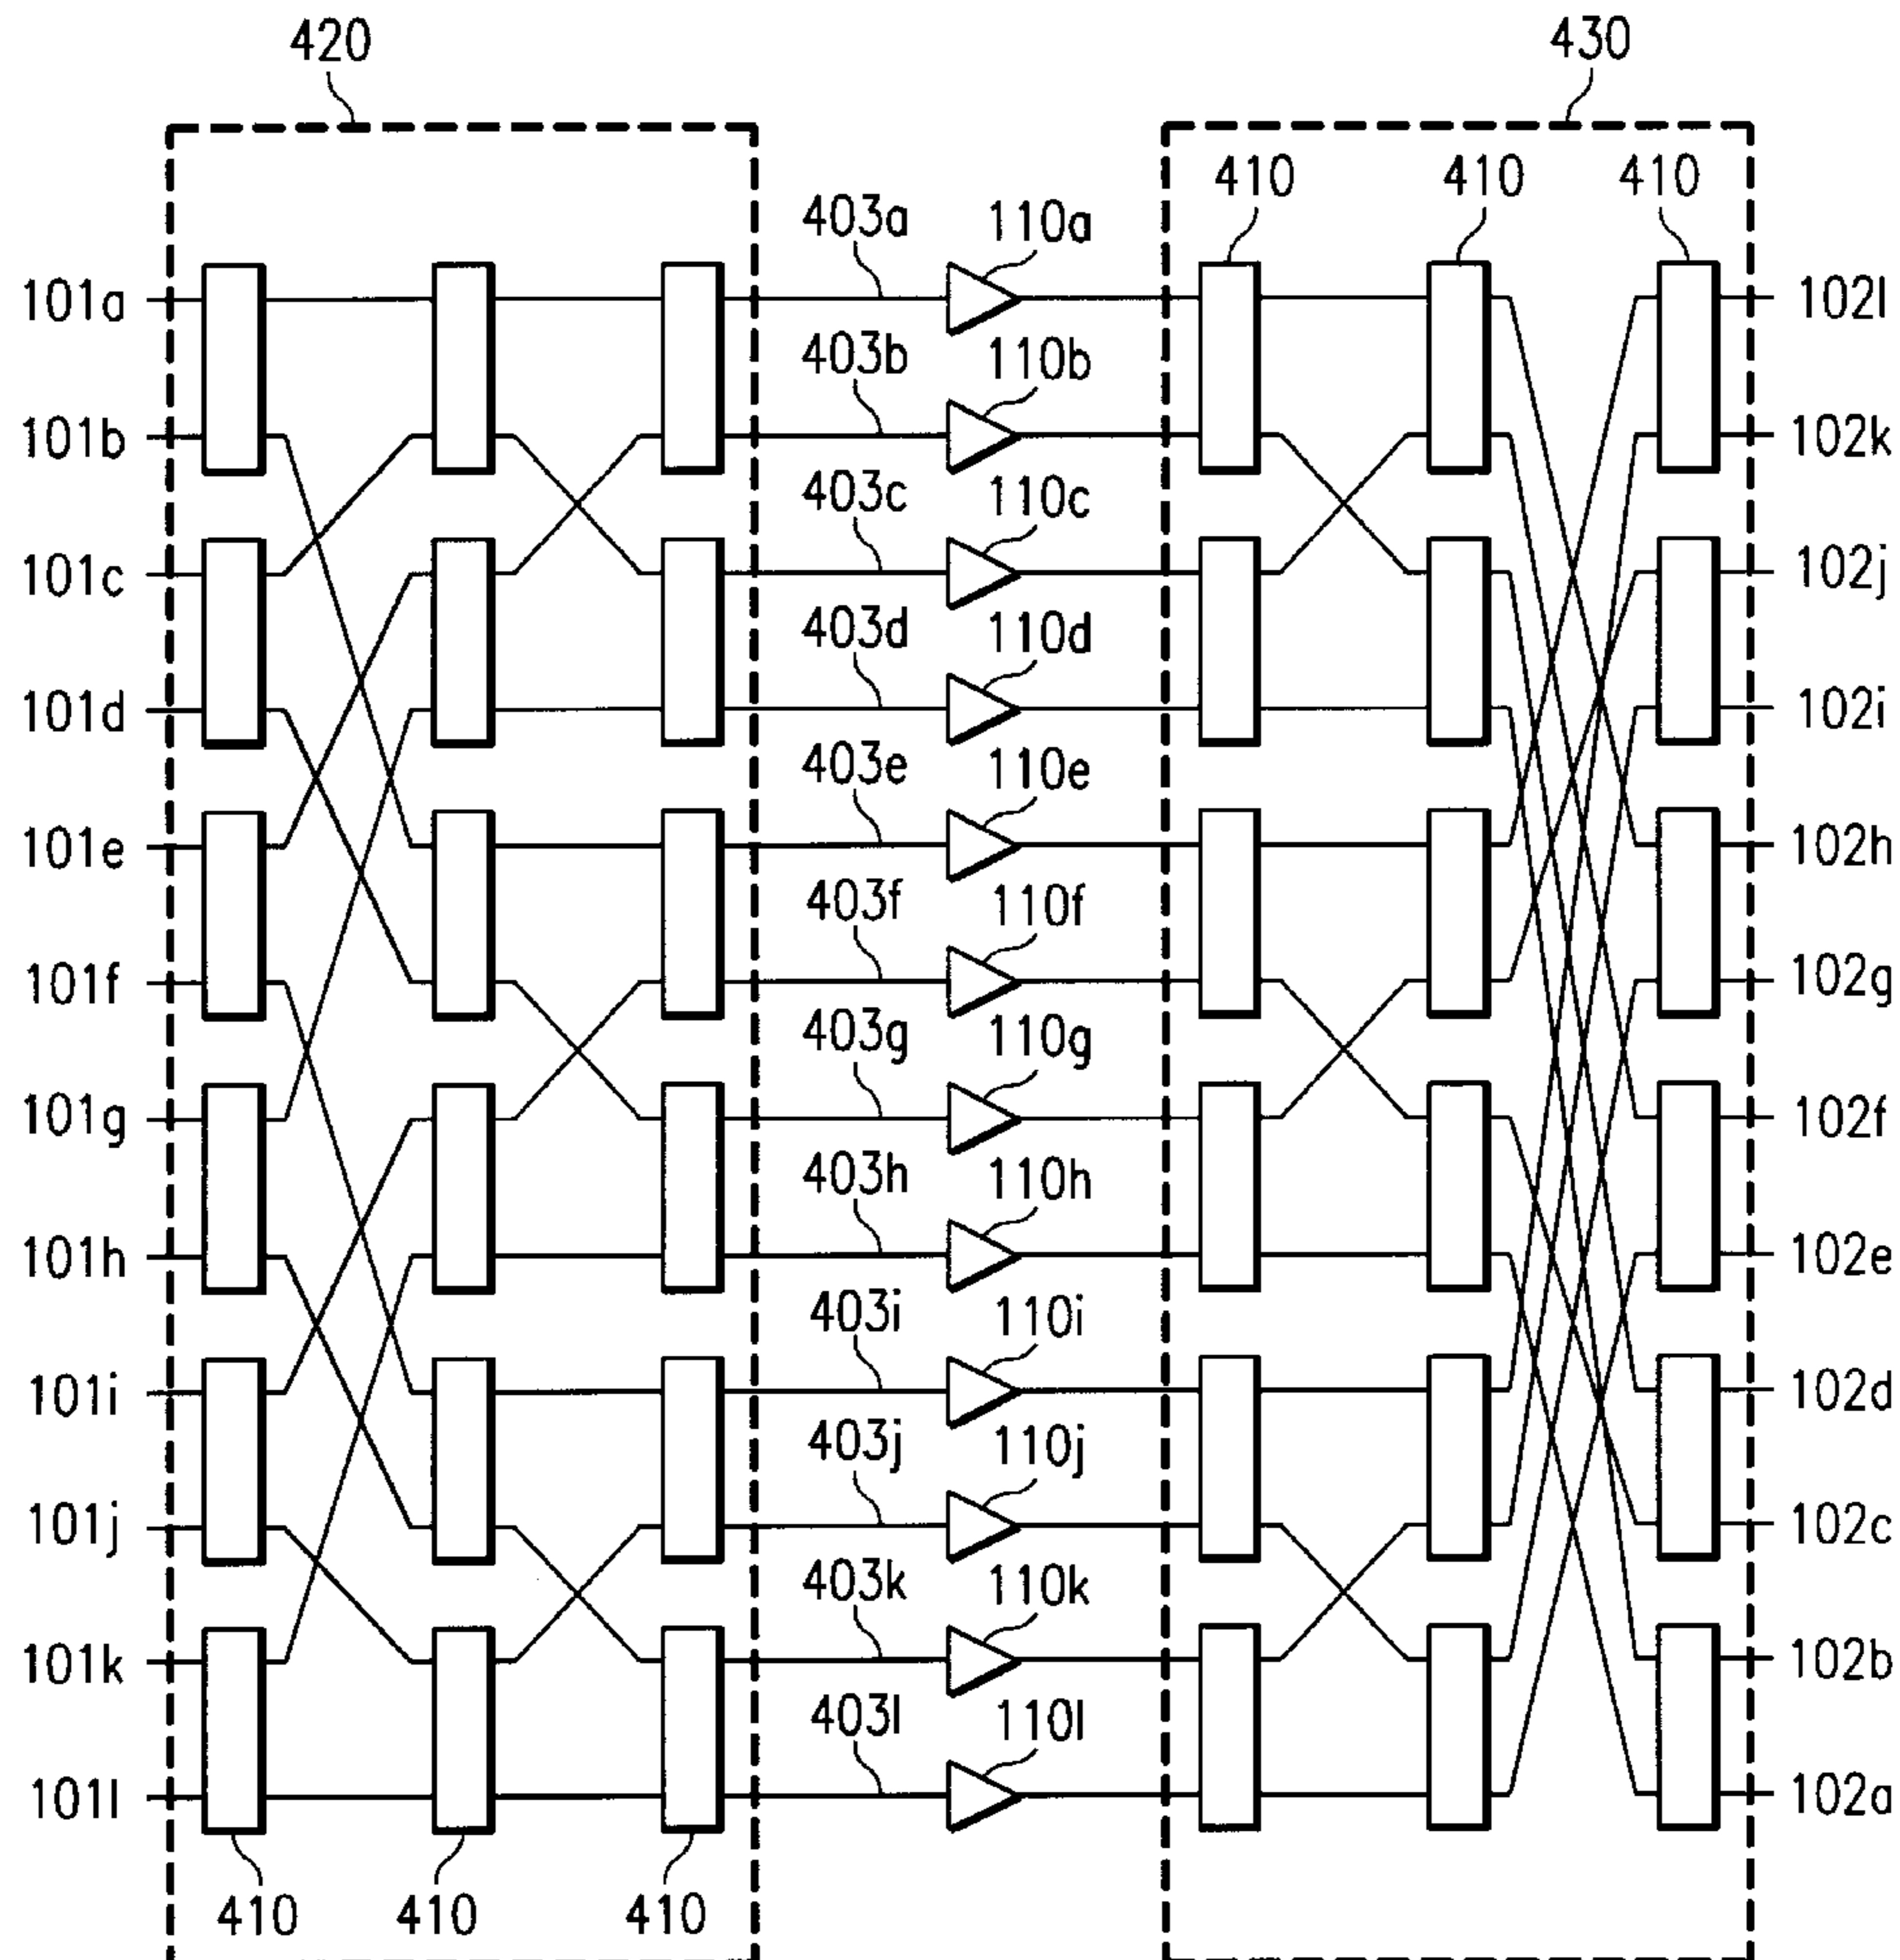 420
430
410 410 410
403a 110a
101a
102l
403b 110b
101b
102k
403c 110c
101c
102j
403d 110d
101d
102i
403e 110e
101e
102h
403f 110f
101f
102g
403g 110g
101g
102f
403h 110h
101h
102e
403i 110i
101i
102d
403j 110j
101j
102c
403k 110k
101k
102b
403l 110l
101l
102a
410 410 410